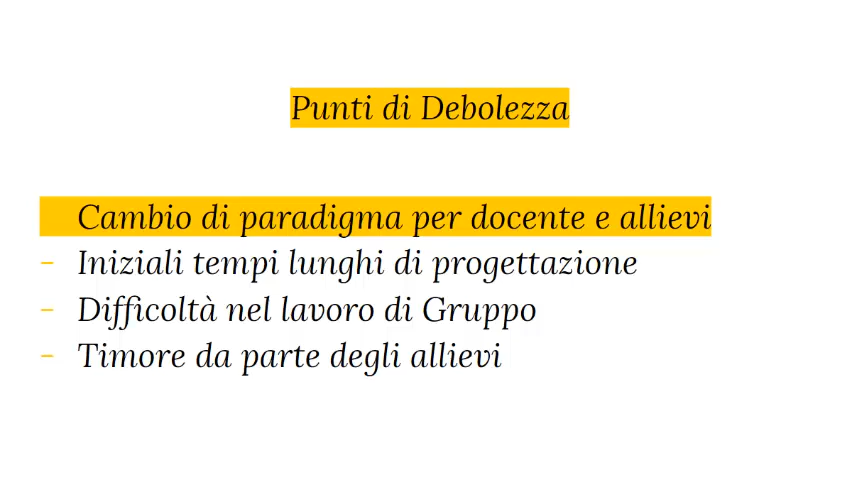 Punti di Debolezza
Cambio di paradigma per docente e allievi
- Iniziali tempi lunghi di progettazione
- Difficoltà nel lavoro di Gruppo
- Timore da parte degli allievi